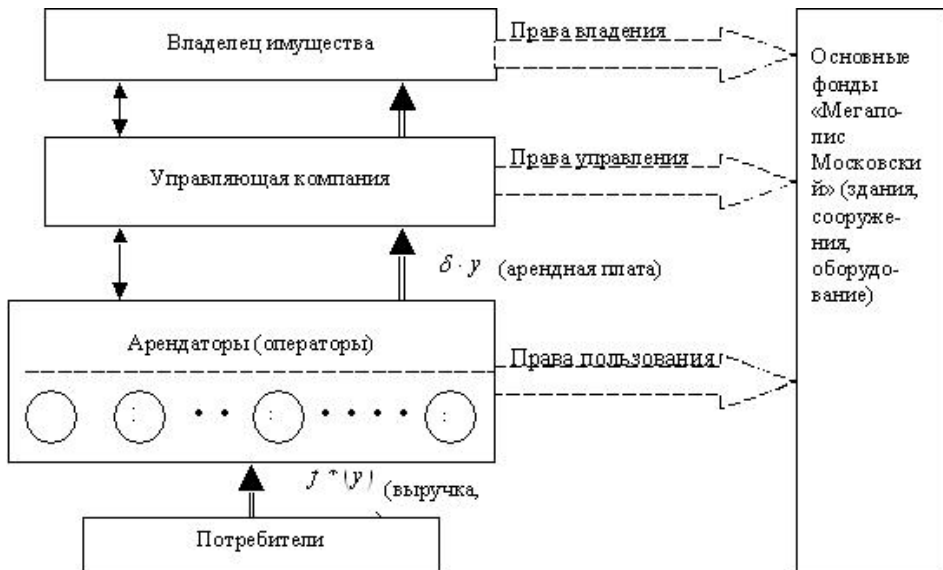 Владелец имущества
Права владения
Управляющая компания
Права управления
δ · y (арендная плата)
Арендаторы (операторы)
Права пользования
(y) (выручка,
Потребители
Основные
фонды
«Мегапо-
лис
Московски
й» (здания,
сооруже-
ния,
оборудо-
вание)